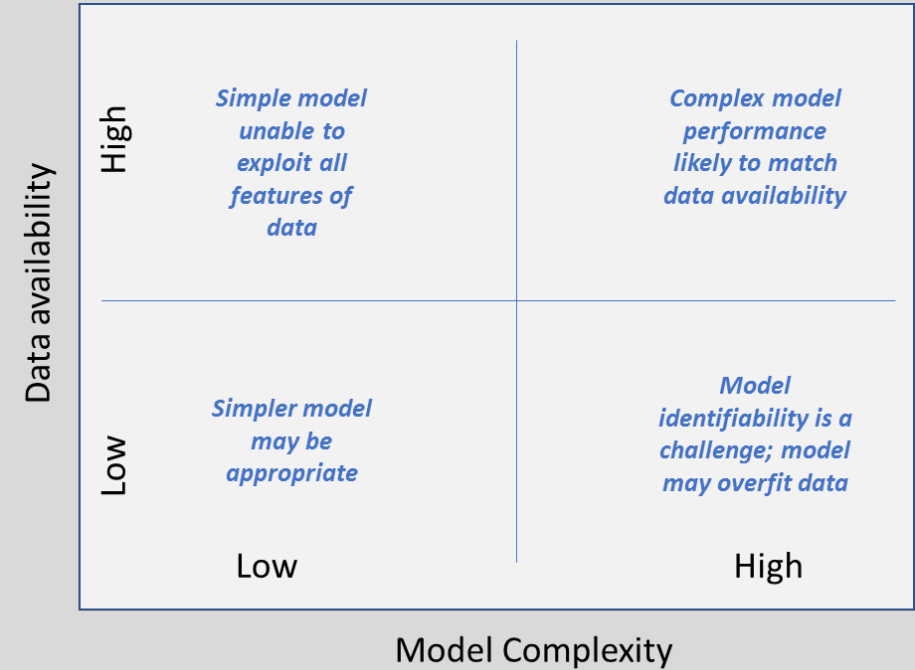 Data availability
High
Simple model
unable to
exploit all
features of
data
Complex model
performance
likely to match
data availability
Low
Simpler model
may be
appropriate
Model
identifiability is a
challenge; model
may overfit data
Low
High
Model Complexity